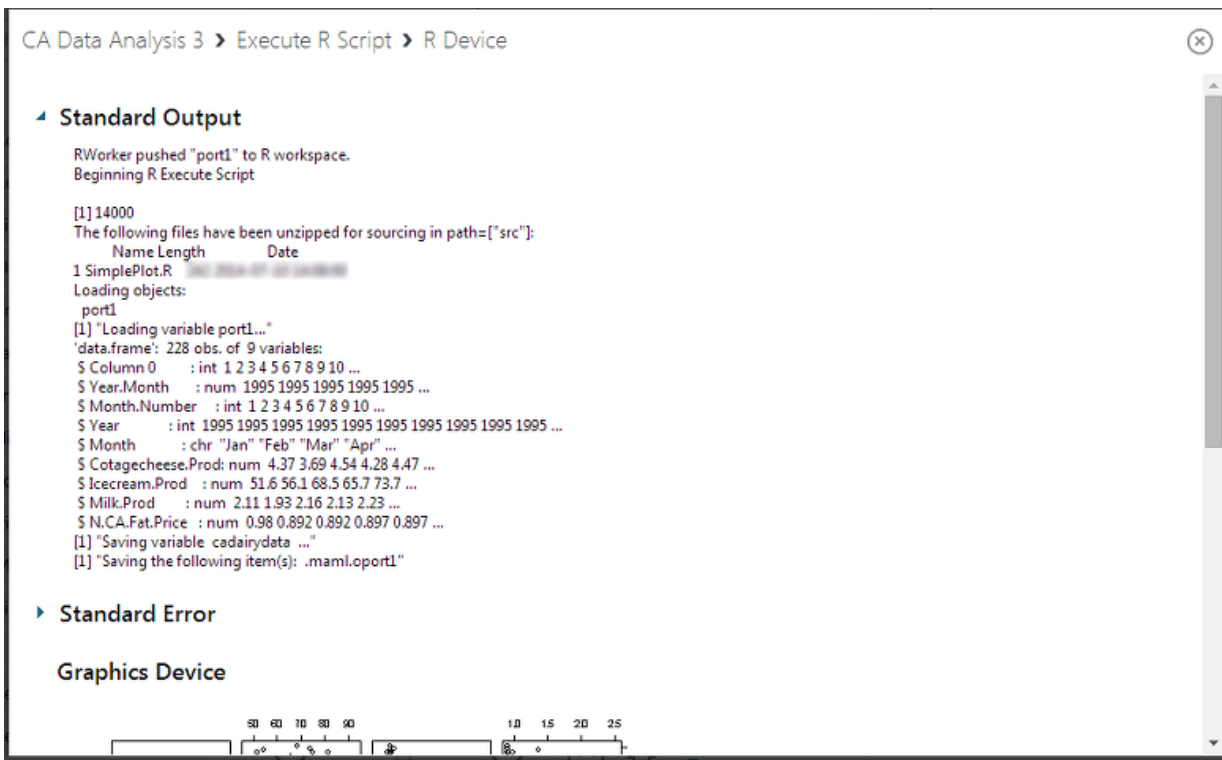 CA Data Analysis 3 › Execute R Script › R Device
Standard Output
RWorker pushed "port1" to R workspace.
Beginning R Execute Script
[1] 14000
The following files have been unzipped for sourcing in path=["src"]:
Name Length Date
1 SimplePlot.R
Loading objects:
port1
[1] "Loading variable port1..."
'data.frame': 228 obs. of 9 variables:
$ Column 0 : int 1 2 3 4 5 6 7 8 9 10 ...
$ Year.Month : num 1995 1995 1995 1995 1995 ...
$ Month.Number : int 1 2 3 4 5 6 7 8 9 10 ...
$ Year : int 1995 1995 1995 1995 1995 1995 1995 1995 1995 1995 ...
$ Month : chr "Jan" "Feb" "Mar" "Apr" ...
$ Cotagecheese.Prod: num 4.37 3.69 4.54 4.28 4.47 ...
$ Icecream.Prod : num 51.6 56.1 68.5 65.7 73.7 ...
$ Milk.Prod : num 2.11 1.93 2.16 2.13 2.23 ...
$ N.CA.Fat.Price : num 0.98 0.892 0.892 0.897 0.897 ...
[1] "Saving variable cadairydata ..."
[1] "Saving the following item(s): .maml.oport1"
Standard Error
Graphics Device
50 60 70 80 90 1.0 1.5 2.0 2.5